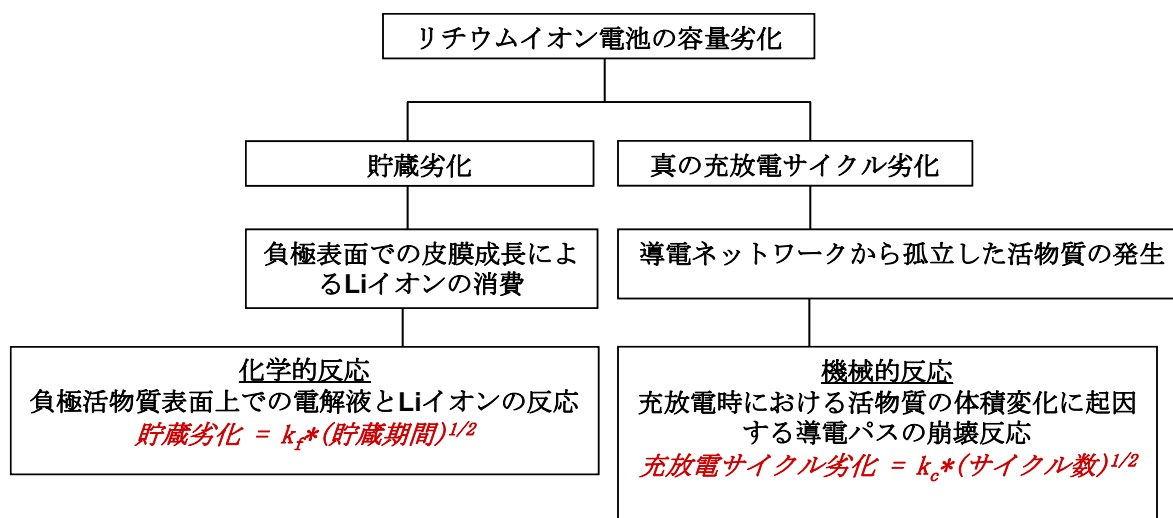 リチウムイオン電池の容量劣化
貯蔵劣化
真の充放電サイクル劣化
負極表面での皮膜成長によ
るLiイオンの消費
導電ネットワークから孤立した活物質の発生
化学的反応
負極活物質表面上での電解液とLiイオンの反応
貯蔵劣化 = k_f*(貯蔵期間)^1/2
機械的反応
充放電時における活物質の体積変化に起因
する導電パスの崩壊反応
充放電サイクル劣化 = k_c*(サイクル数)^1/2